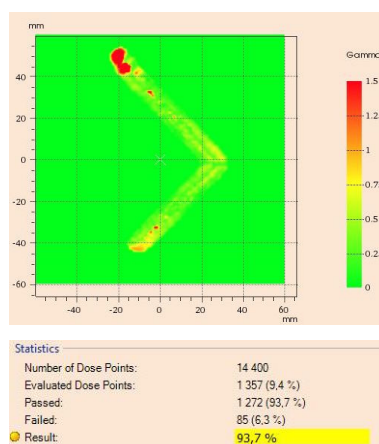 mm
Gamma
40
20
0
-20
-40
-60
-40 -20 0 20 40 60
mm
1.5
1.2
1
0.7
0.5
0.2
0
Statistics
Number of Dose Points: 14 400
Evaluated Dose Points: 1 357 (9,4 %)
Passed: 1 272 (93,7 %)
Failed: 85 (6,3 %)
Result: 93,7 %